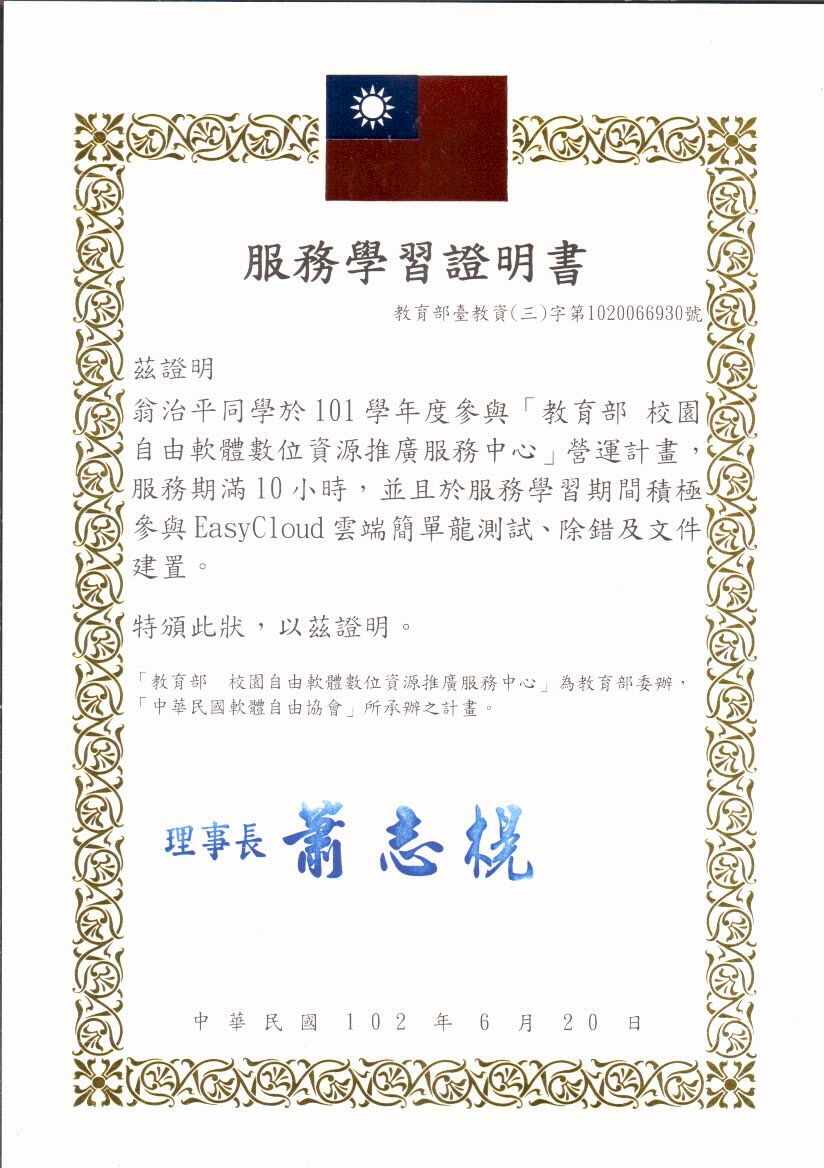 服務學習證明書
教育部臺教資(三)字第1020066930號
茲證明
翁治平同學於101學年度參與「教育部 校園
自由軟體數位資源推廣服務中心」營運計畫，
服務期滿10小時，並且於服務學習期間積極
參與EasyCloud雲端簡單龍測試、除錯及文件
建置。
特頒此狀，以茲證明。
「教育部 校園自由軟體數位資源推廣服務中心」為教育部委辦，
「中華民國軟體自由協會」所承辦之計畫。
理事長 蕭志榥
中華民國 102 年 6 月 20 日